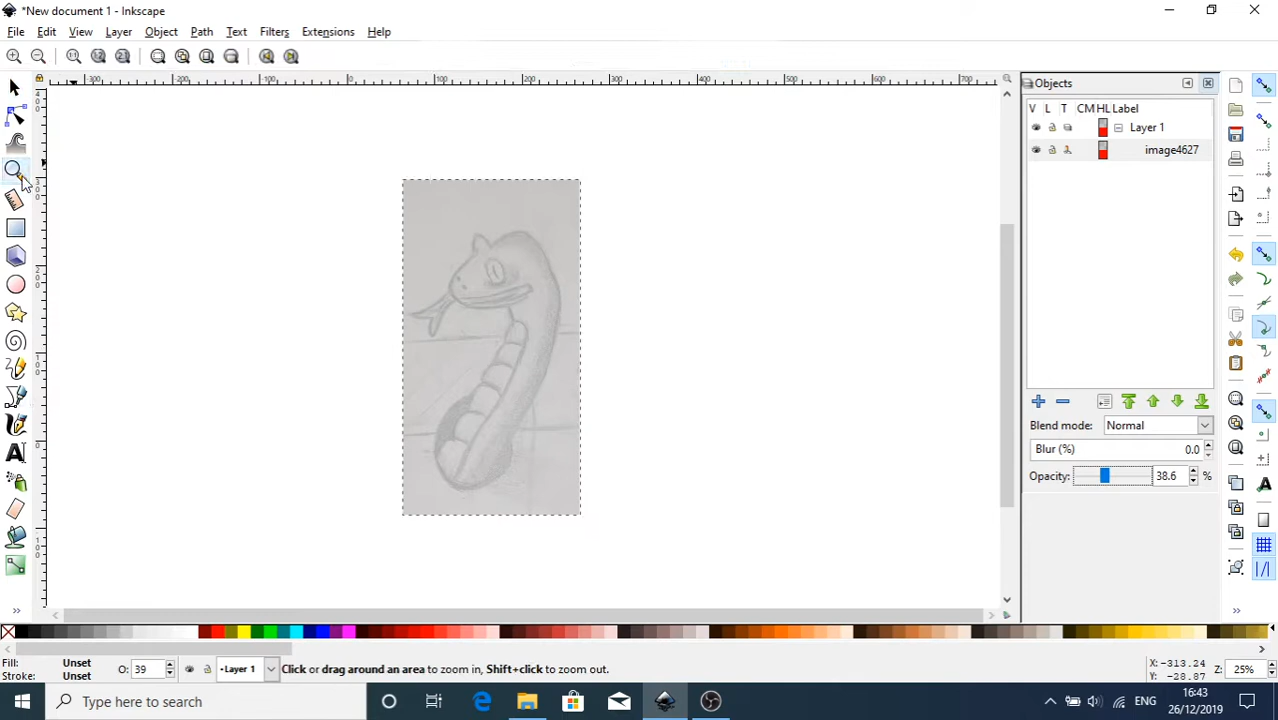 *New document 1 - Inkscape
File Edit View Layer Object Path Text Filters Extensions Help
Objects
V L T CM HL Label
Layer 1
image4627
Blend mode: Normal
Blur (%) 0.0
Opacity: 38.6 %
Fill: Unset O: 39 Layer 1 Click or drag around an area to zoom in, Shift+click to zoom out. X: -313.24 Z: 25%
Stroke: Unset Y: -28.87
Type here to search ENG 16:43
26/12/2019